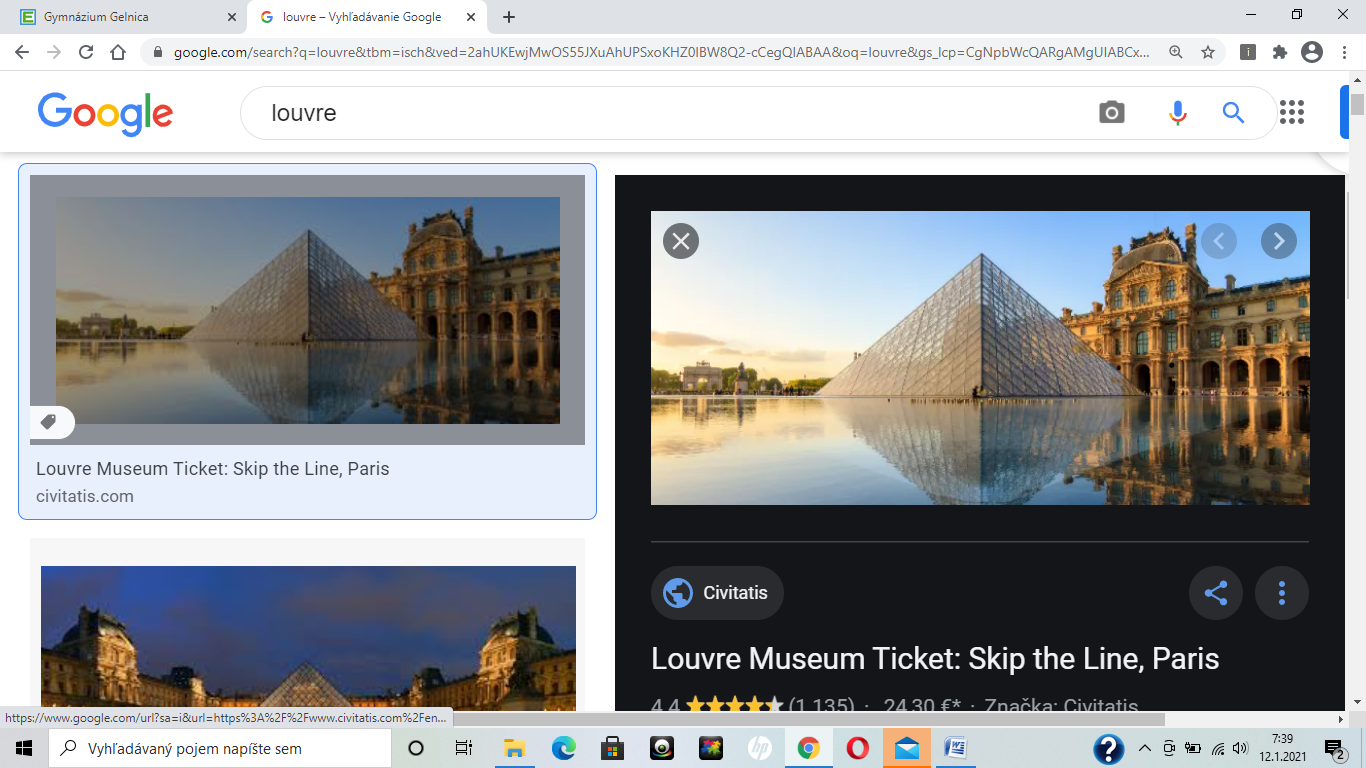 Gymnázium Gelnica
louvre – Vyhľadávanie Google
google.com/search?q=louvre&tbm=isch&ved=2ahUKEwjMwOS55JXuAhUPSxoKHZ0IBW8Q2-cCegQIABAA&oq=louvre&gs_lcp=CgNpbWcQARgAMgUIABCx...
Google
louvre
Louvre Museum Ticket: Skip the Line, Paris
civitatis.com
Civitatis
Louvre Museum Ticket: Skip the Line, Paris
4,4 (1 135) · 24,30 €* · Značka: Civitatis
https://www.google.com/url?sa=i&url=https%3A%2F%2Fwww.civitatis.com%2Fen...
Vyhľadávaný pojem napíšte sem
hp
7:39
12.1.2021
2